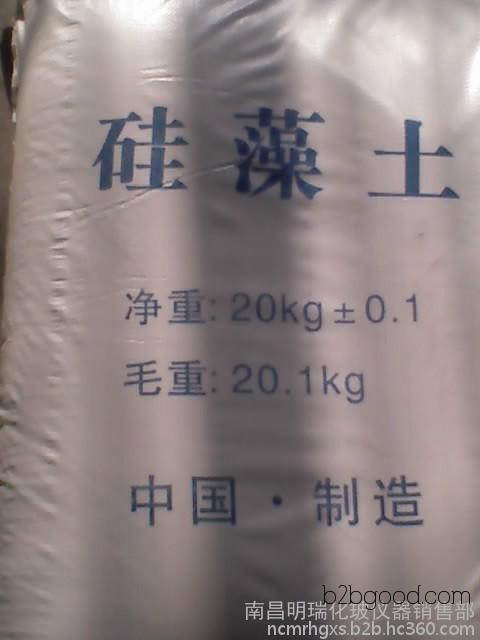 硅藻土
净重:20kg±0.1
毛重:20.1kg
中国·制造
b2bgood.com
南昌明瑞化玻仪器销售部
ncmrhgxs.b2b.hc360.com